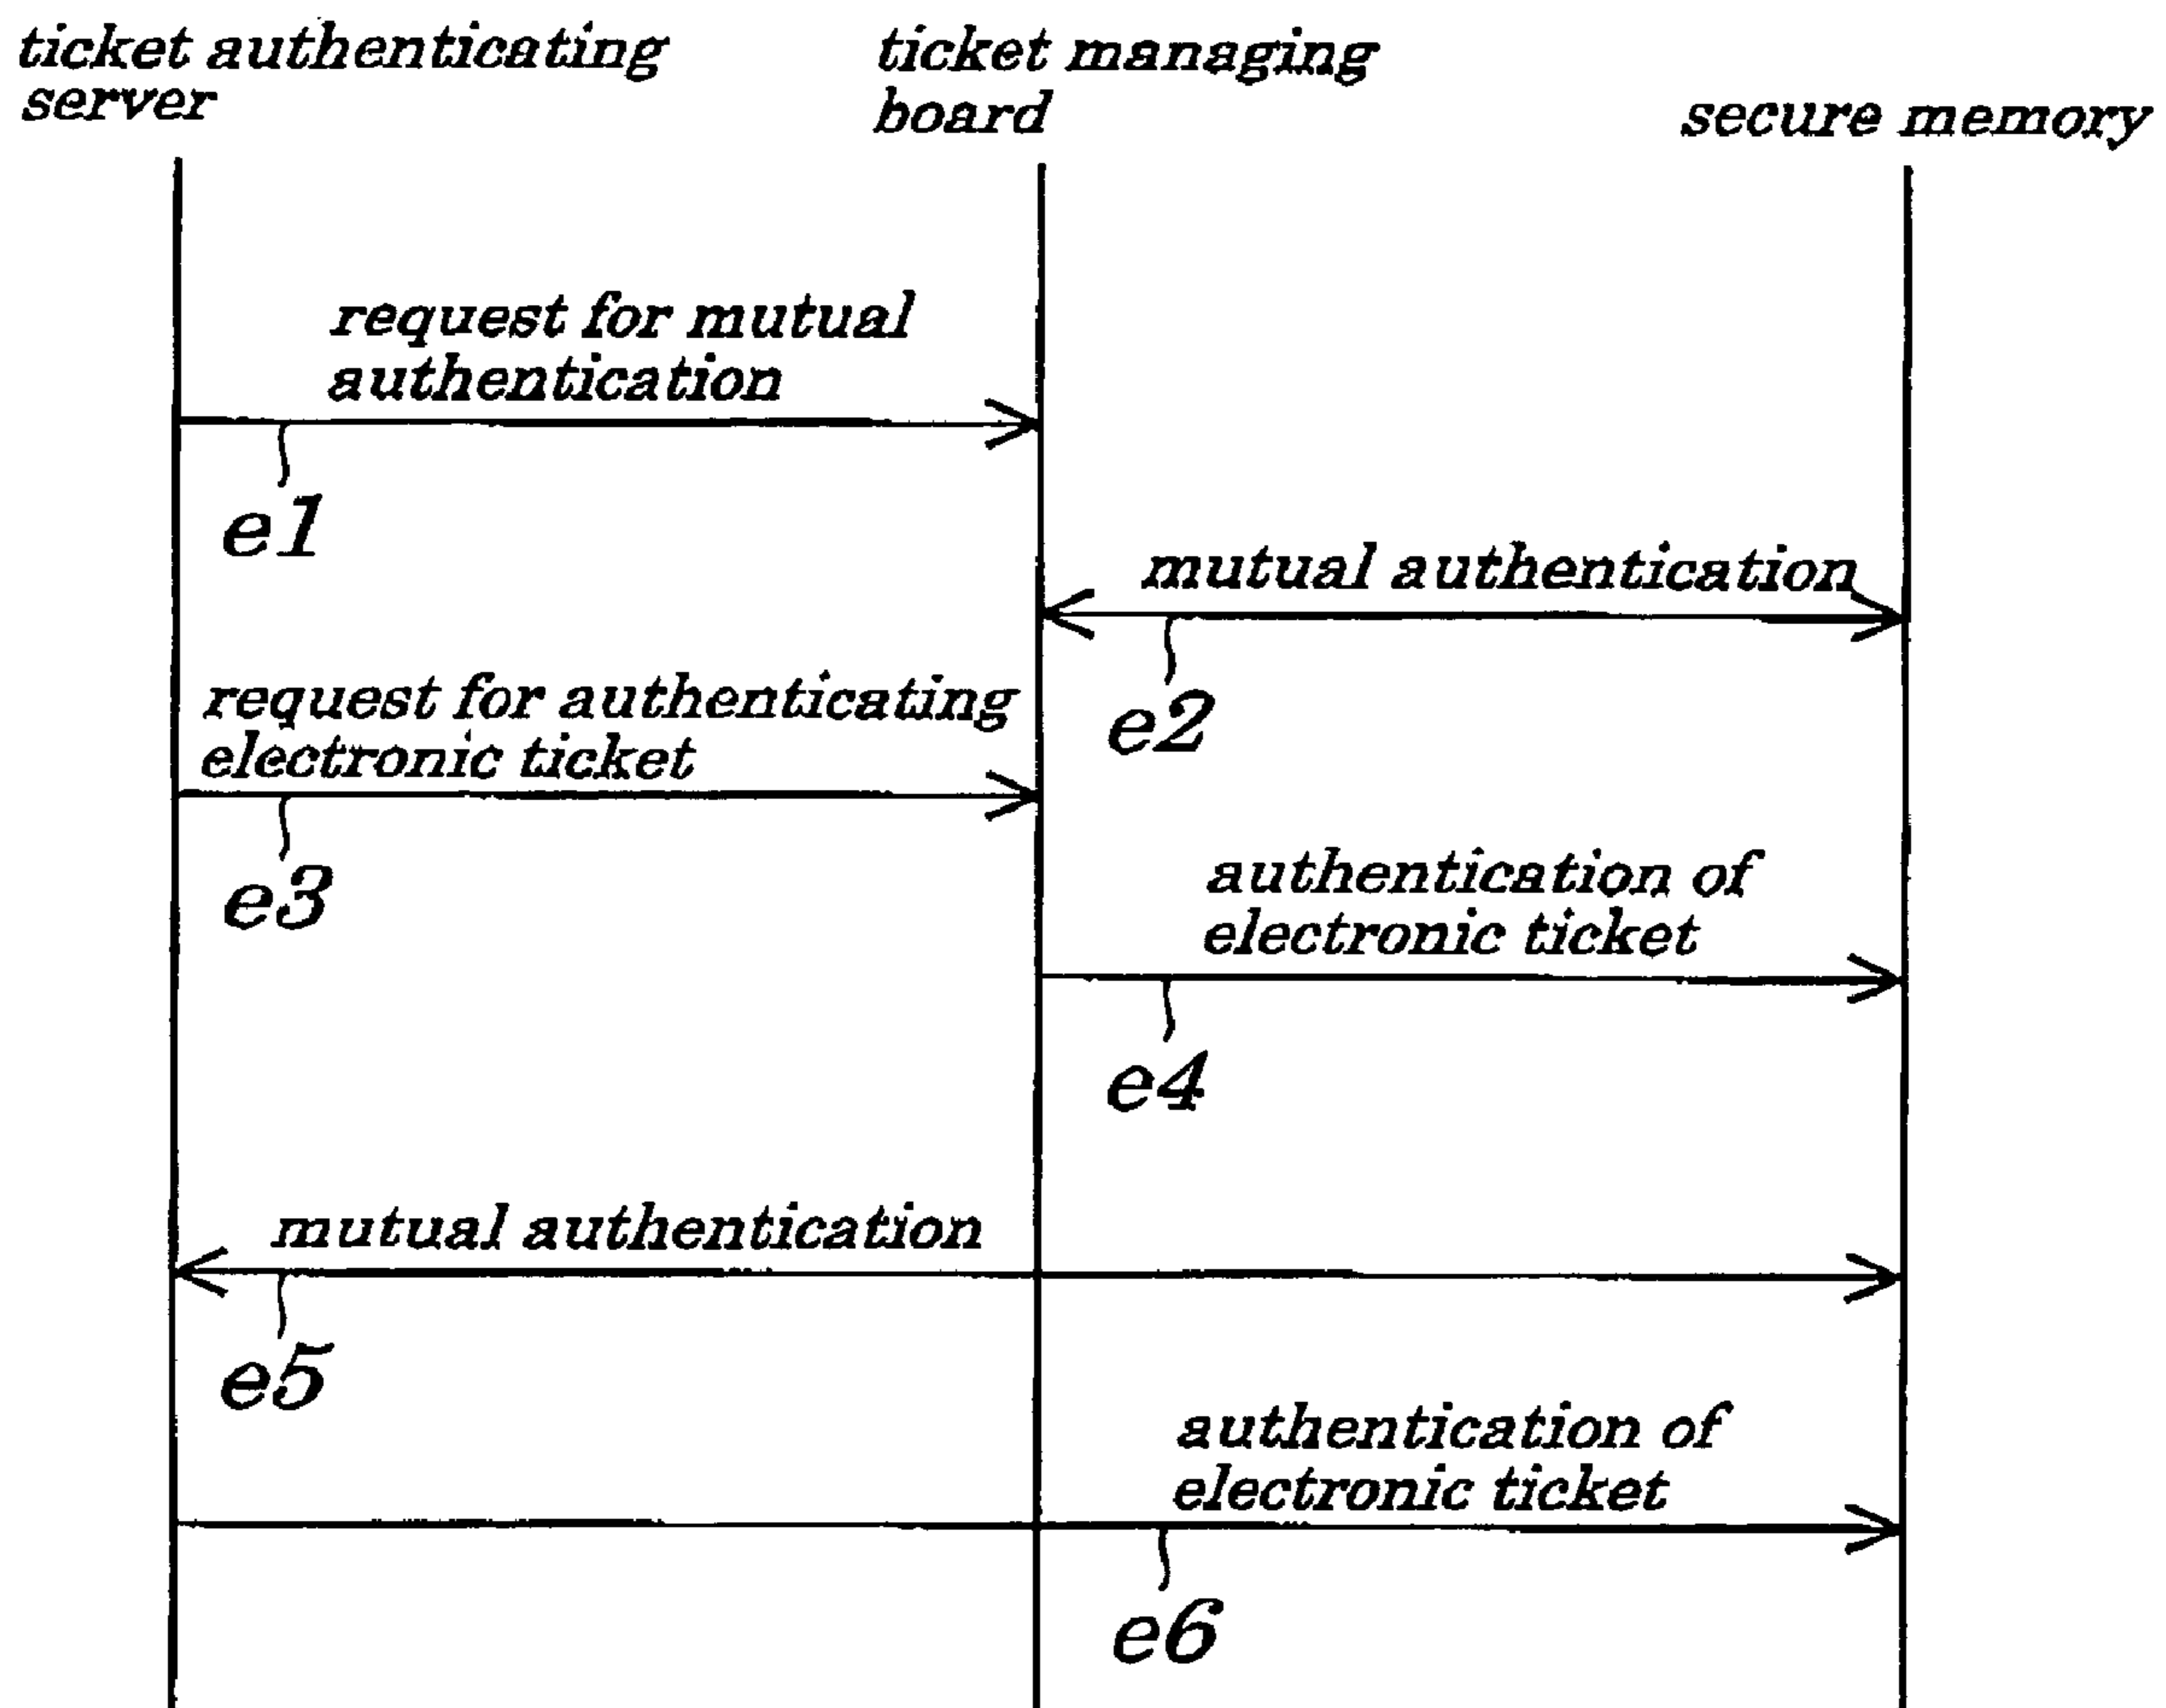 ticket authenticating
server
ticket managing
board
secure memory
request for mutual
authentication
e1
mutual authentication
e2
request for authenticating
electronic ticket
e3
authentication of
electronic ticket
e4
mutual authentication
e5
authentication of
electronic ticket
e6